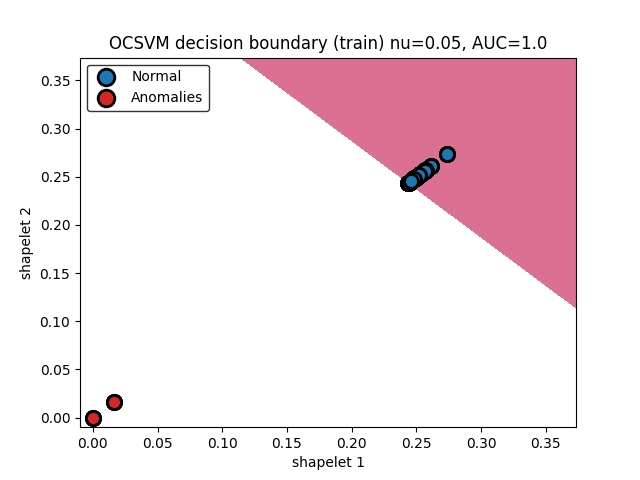 OCSVM decision boundary (train) nu=0.05, AUC=1.0
Normal
Anomalies
shapelet 2
0.35
0.30
0.25
0.20
0.15
0.10
0.05
0.00
0.00 0.05 0.10 0.15 0.20 0.25 0.30 0.35
shapelet 1